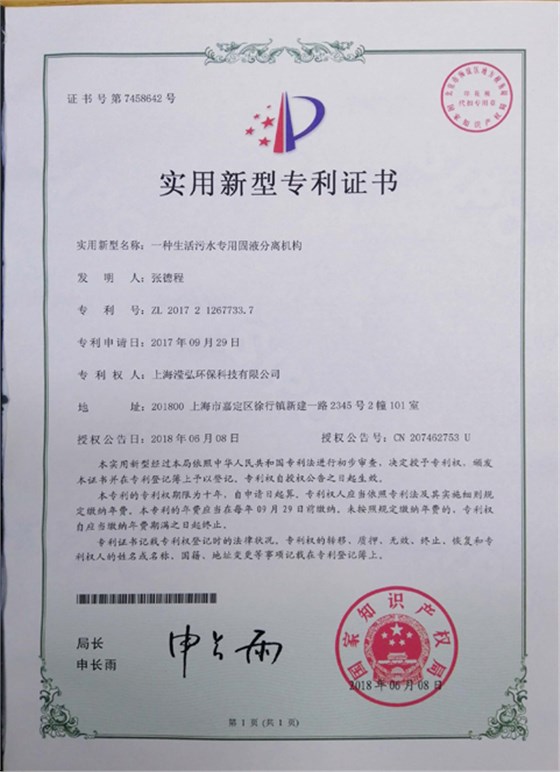 证书号第7458642号
实用新型专利证书
实用新型名称：一种生活污水专用固液分离机构
发明人：张德程
专利号：ZL 2017 2 1267733.7
专利申请日：2017年09月29日
专利权人：上海滢弘环保科技有限公司
地址：201800 上海市嘉定区徐行镇新建一路2345号2幢101室
授权公告日：2018年06月08日 授权公告号：CN 207462753 U
本实用新型经过本局依照中华人民共和国专利法进行初步审查，决定授予专利权，颁发
本证书并在专利登记簿上予以登记。专利权自授权公告之日起生效。
本专利的专利权期限为十年，自申请日起算。专利权人应当依照专利法及其实施细则规
定缴纳年费。本专利的年费应当在每年09月29日前缴纳。未按照规定缴纳年费的，专利权
自应当缴纳年费期满之日起终止。
专利证书记载专利权登记时的法律状况。专利权的转移、质押、无效、终止、恢复和专
利权人的姓名或名称、国籍、地址变更等事项记载在专利登记簿上。
局长
申长雨
申长雨
国家知识产权局
2018年06月08日
第1页(共1页)